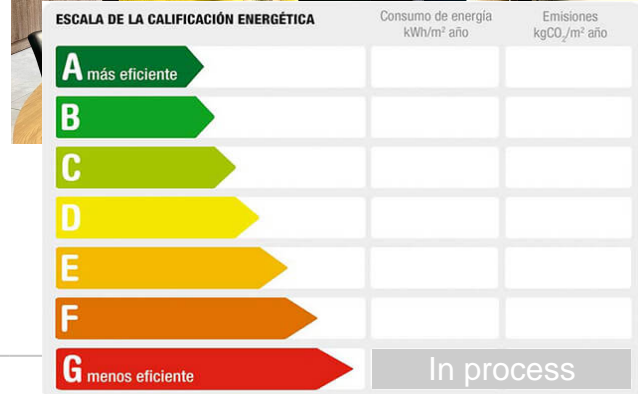 ESCALA DE LA CALIFICACIÓN ENERGÉTICA
Consumo de energía
kWh/m² año
Emisiones
kgCO₂/m² año
A más eficiente
B
C
D
E
F
G menos eficiente
In process